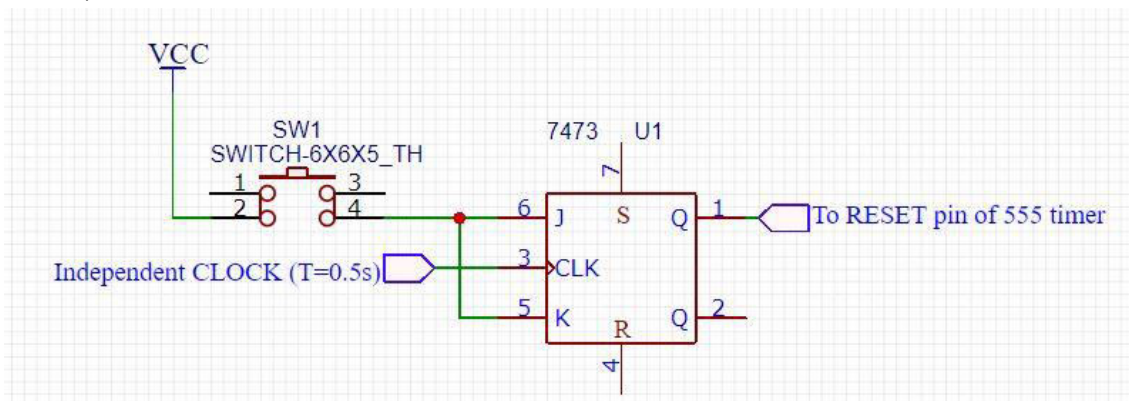 VCC
SW1
SWITCH-6X6X5_TH
1 3
2 4
7473 U1
7
6 J S Q 1
To RESET pin of 555 timer
Independent CLOCK (T=0.5s)
3 CLK
5 K R Q 2
4